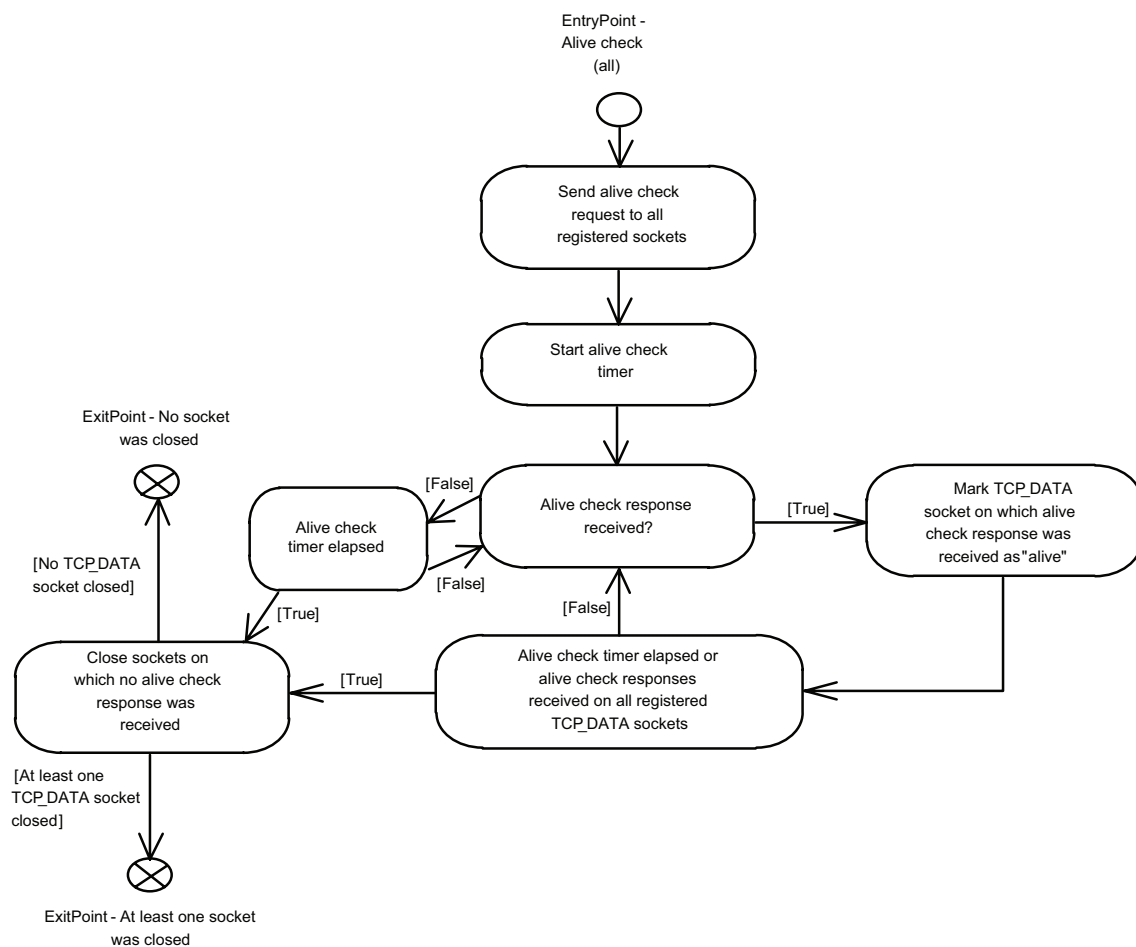 EntryPoint -
Alive check
(all)
Send alive check
request to all
registered sockets
Start alive check
timer
ExitPoint - No socket
was closed
[False]
Alive check response
received?
[True]
Mark TCP_DATA
socket on which alive
check response was
received as"alive"
Alive check
timer elapsed
[False]
[No TCP_DATA
socket closed]
[True]
[False]
Close sockets on
which no alive check
response was
received
[True]
Alive check timer elapsed or
alive check responses
received on all registered
TCP_DATA sockets
[At least one
TCP_DATA socket
closed]
ExitPoint - At least one socket
was closed